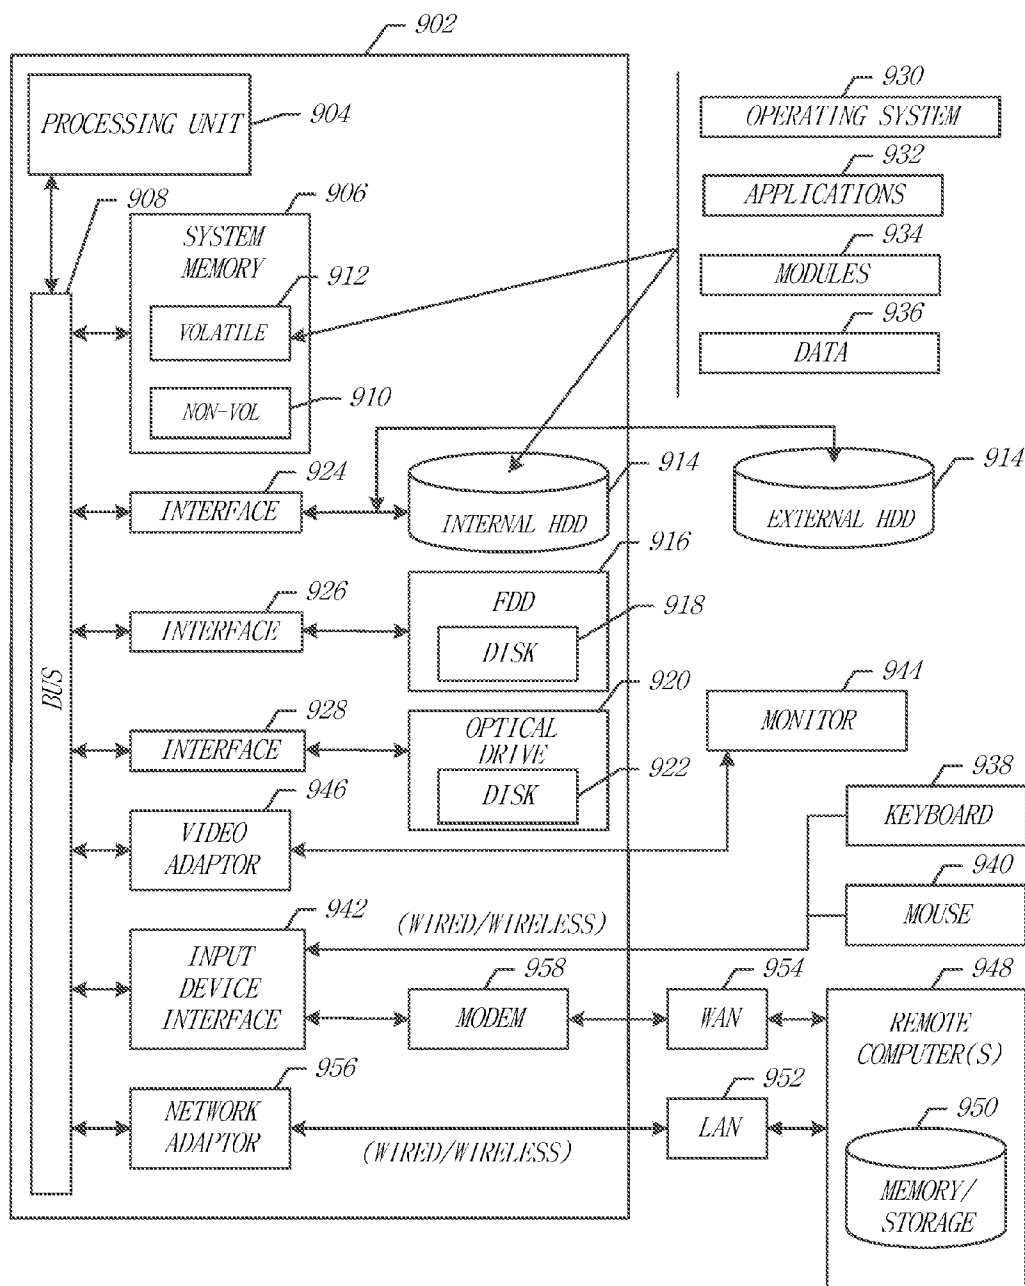 902
PROCESSING UNIT
904
908
906
SYSTEM
MEMORY
912
VOLATILE
910
NON-VOL
930
OPERATING SYSTEM
932
APPLICATIONS
934
MODULES
936
DATA
BUS
924
INTERFACE
914
INTERNAL HDD
914
EXTERNAL HDD
926
INTERFACE
916
FDD
918
DISK
928
INTERFACE
920
OPTICAL
DRIVE
922
DISK
944
MONITOR
946
VIDEO
ADAPTOR
938
KEYBOARD
940
MOUSE
942
INPUT
DEVICE
INTERFACE
(WIRED/WIRELESS)
958
MODEM
954
WAN
948
REMOTE
COMPUTER(S)
956
NETWORK
ADAPTOR
(WIRED/WIRELESS)
952
LAN
950
MEMORY/
STORAGE